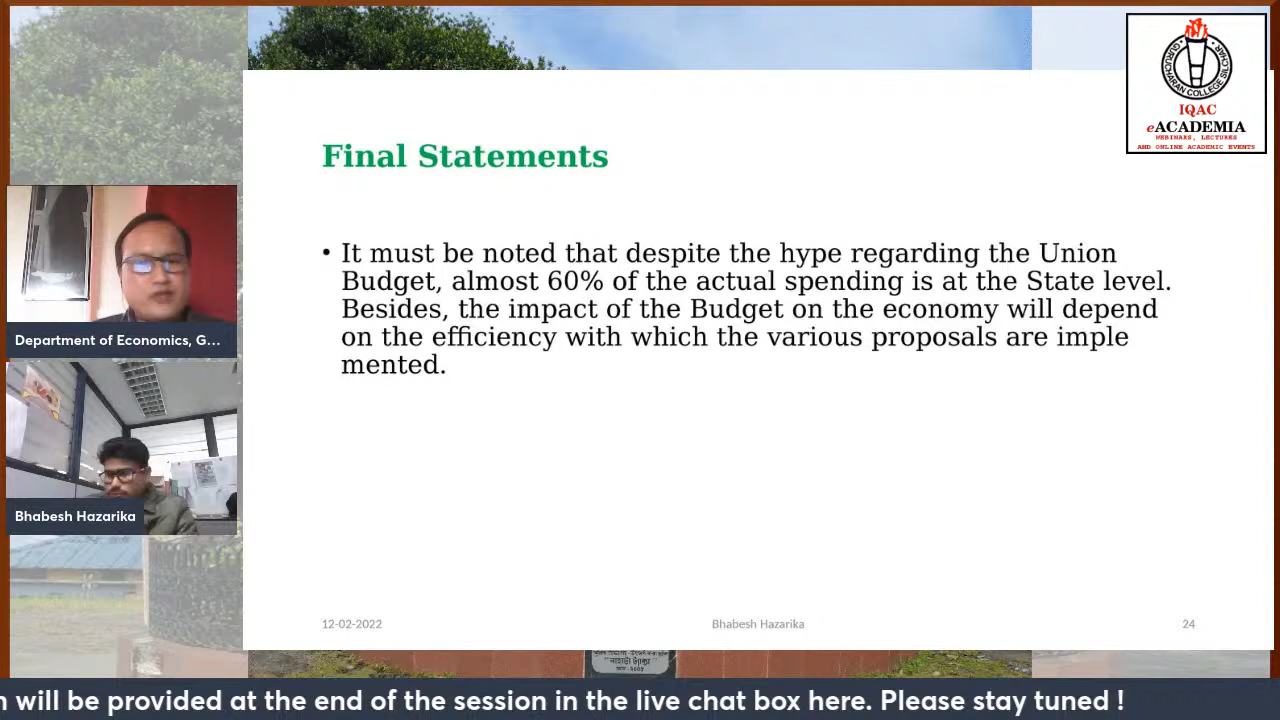 GURUCHARAN COLLEGE SILCHAR
IQAC
eACADEMIA
WEBINARS, LECTURES
AND ONLINE ACADEMIC EVENTS
Final Statements
• It must be noted that despite the hype regarding the Union
Budget, almost 60% of the actual spending is at the State level.
Besides, the impact of the Budget on the economy will depend
on the efficiency with which the various proposals are imple
mented.
Department of Economics, G...
Bhabesh Hazarika
12-02-2022
Bhabesh Hazarika
24
n will be provided at the end of the session in the live chat box here. Please stay tuned !